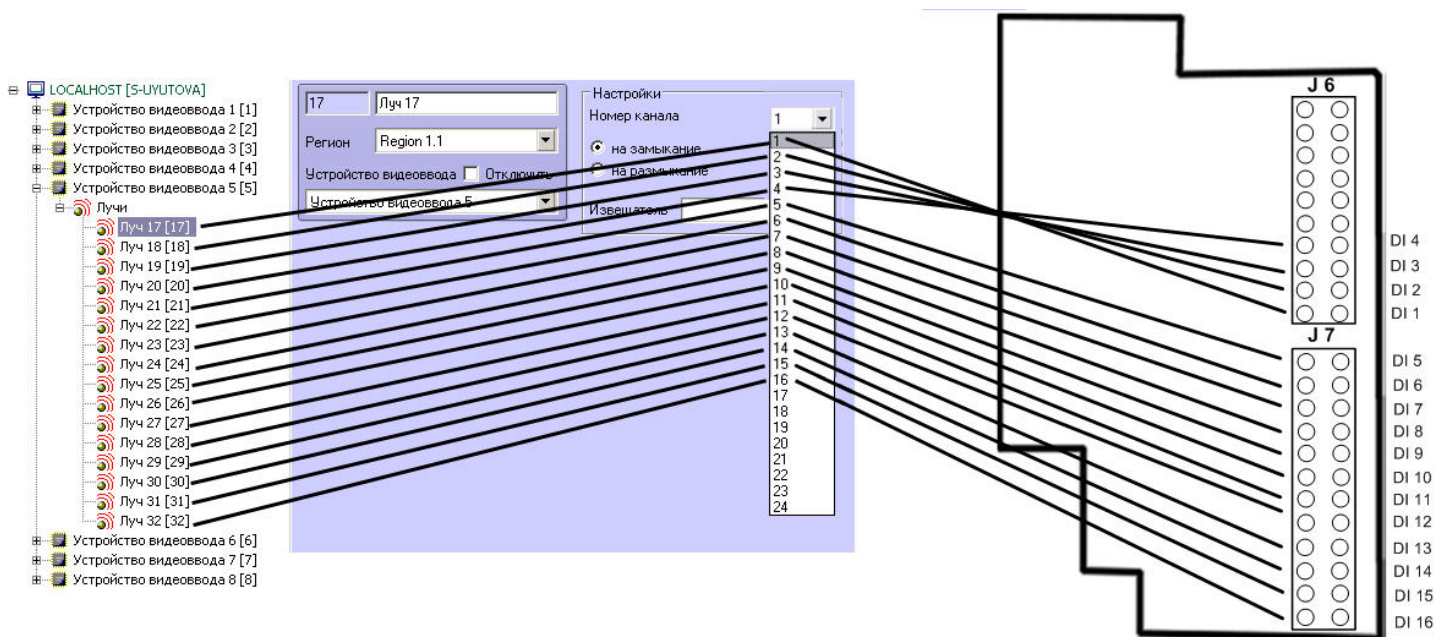 LOCALHOST [S-UYUTOVA]
Устройство видеоввода 1 [1]
Устройство видеоввода 2 [2]
Устройство видеоввода 3 [3]
Устройство видеоввода 4 [4]
Устройство видеоввода 5 [5]
Лучи
Луч 17 [17]
Луч 18 [18]
Луч 19 [19]
Луч 20 [20]
Луч 21 [21]
Луч 22 [22]
Луч 23 [23]
Луч 24 [24]
Луч 25 [25]
Луч 26 [26]
Луч 27 [27]
Луч 28 [28]
Луч 29 [29]
Луч 30 [30]
Луч 31 [31]
Луч 32 [32]
Устройство видеоввода 6 [6]
Устройство видеоввода 7 [7]
Устройство видеоввода 8 [8]
17
Луч 17
Регион
Region 1.1
Устройство видеоввода
Отключить
Устройство видеоввода 5
Настройки
Номер канала
1
на замыкание
на размыкание
Извещатель
1
2
3
4
5
6
7
8
9
10
11
12
13
14
15
16
17
18
19
20
21
22
23
24
J 6
DI 4
DI 3
DI 2
DI 1
J 7
DI 5
DI 6
DI 7
DI 8
DI 9
DI 10
DI 11
DI 12
DI 13
DI 14
DI 15
DI 16